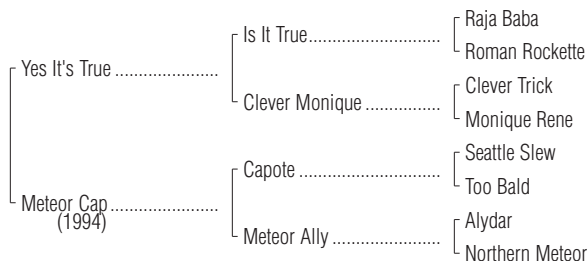 Raja Baba
Is It True
Roman Rockette
Yes It's True
Clever Trick
Clever Monique
Monique Rene
Seattle Slew
Capote
Too Bald
Meteor Cap
(1994)
Alydar
Meteor Ally
Northern Meteor